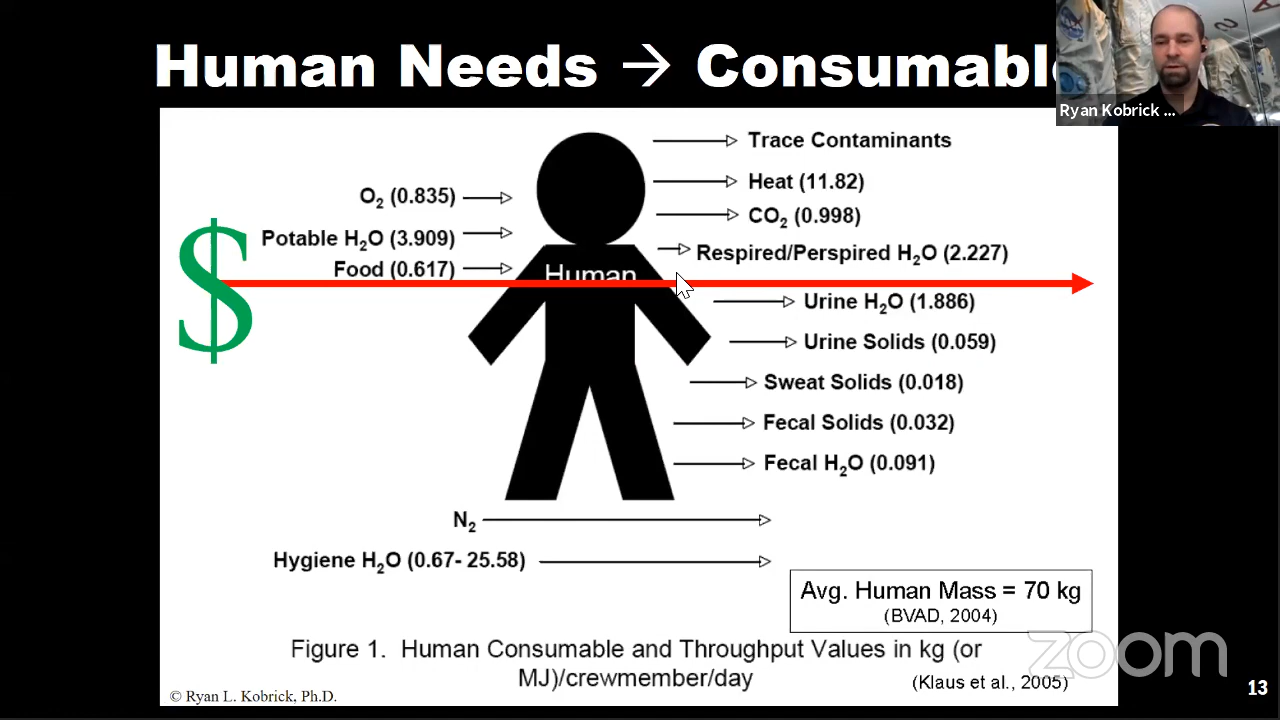 Human Needs → Consumabl
Ryan Kobrick ...
Trace Contaminants
O₂ (0.835)
Heat (11.82)
CO₂ (0.998)
$
Potable H₂O (3.909)
Respired/Perspired H₂O (2.227)
Food (0.617)
Human
Urine H₂O (1.886)
Urine Solids (0.059)
Sweat Solids (0.018)
Fecal Solids (0.032)
Fecal H₂O (0.091)
N₂
Hygiene H₂O (0.67- 25.58)
Avg. Human Mass = 70 kg
(BVAD, 2004)
Figure 1. Human Consumable and Throughput Values in kg (or
MJ)/crewmember/day
(Klaus et al., 2005)
zoom
© Ryan L. Kobrick, Ph.D.
13